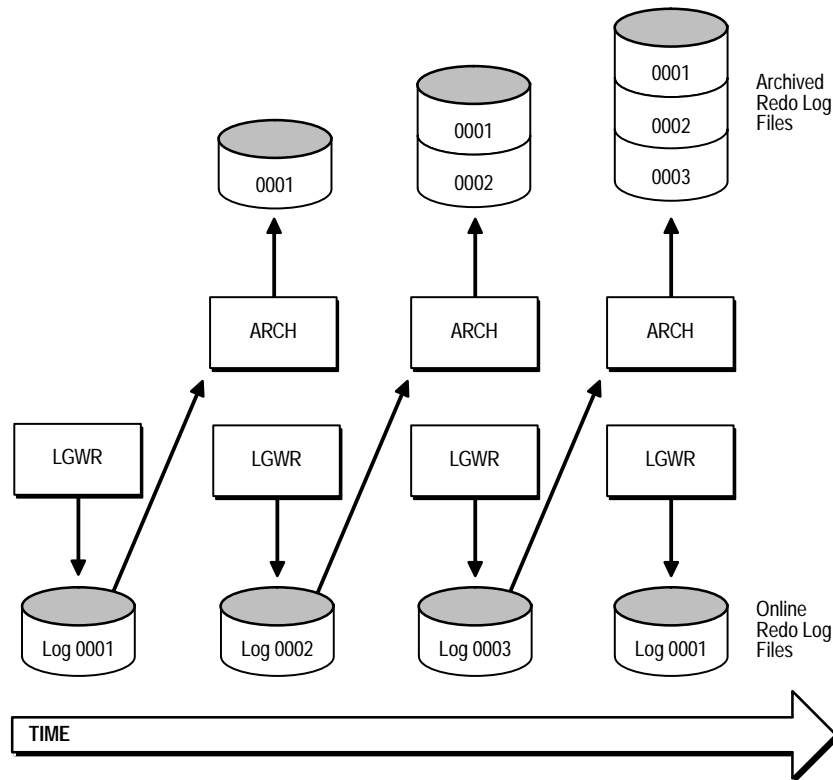 0001
Archived
Redo Log
Files
0001
0002
0001
0002
0003
0001
ARCH
ARCH
ARCH
LGWR
LGWR
LGWR
LGWR
Online
Redo Log
Files
Log 0001
Log 0002
Log 0003
Log 0001
TIME